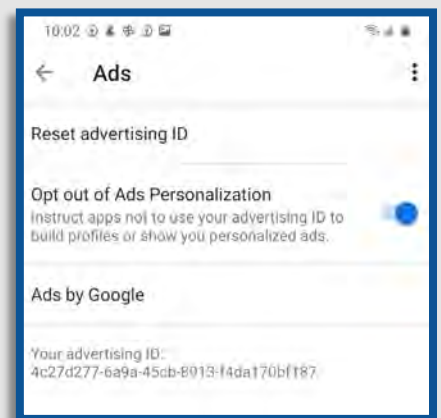 10:02
Ads
Reset advertising ID
Opt out of Ads Personalization
Instruct apps not to use your advertising ID to
build profiles or show you personalized ads.
Ads by Google
Your advertising ID:
4c27d277-6a9a-45cb-8913-f4da170bf187